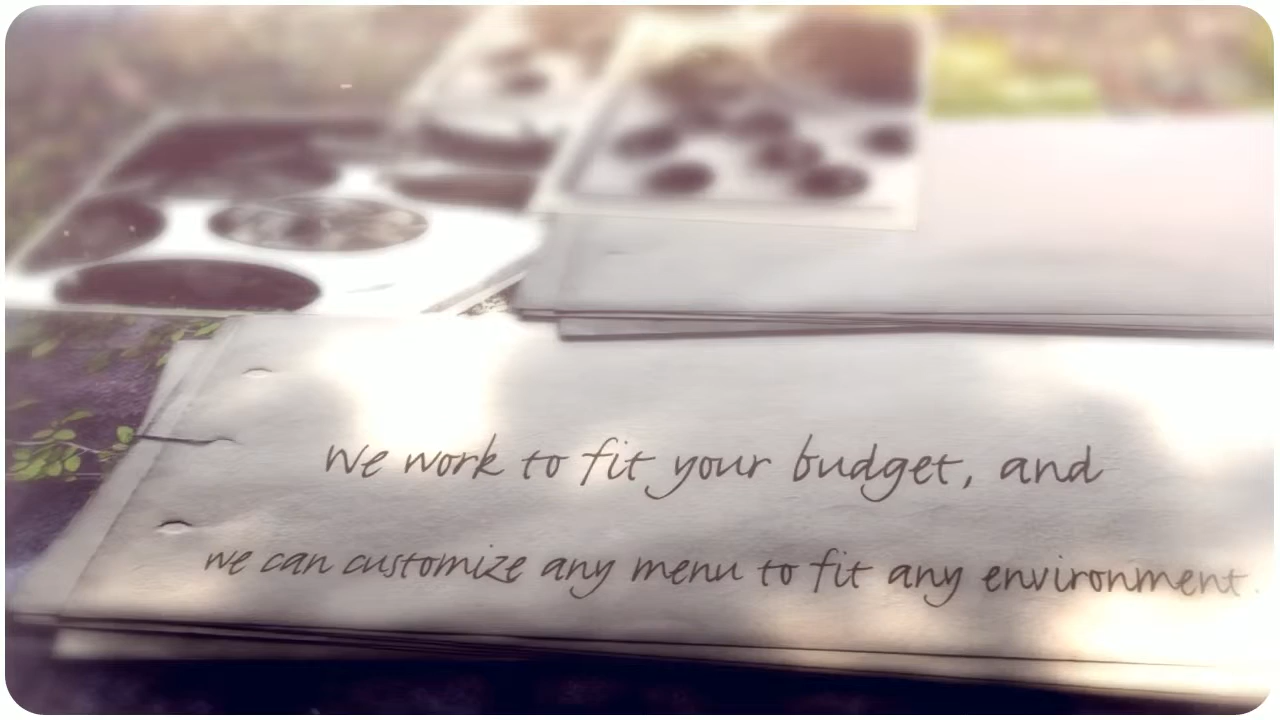 We work to fit your budget, and
we can customize any menu to fit any environment.